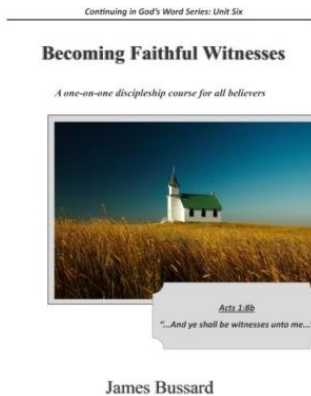 Continuing in God's Word Series: Unit Six
Becoming Faithful Witnesses
A one-on-one discipleship course for all believers
Acts 1:8b
"...And ye shall be witnesses unto me..."
James Bussard